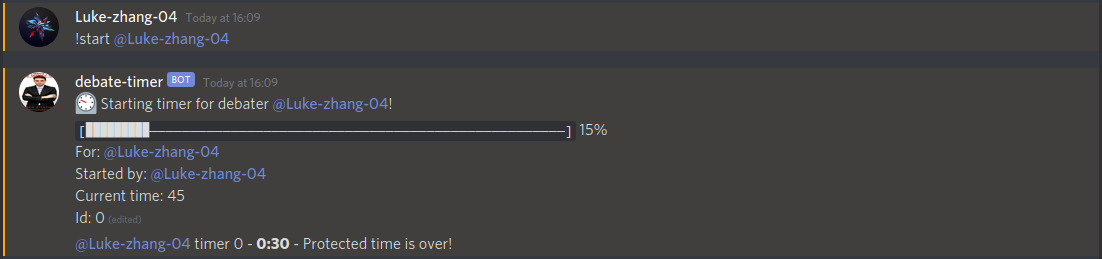 Luke-zhang-04 Today at 16:09
!start @Luke-zhang-04
debate-timer BOT Today at 16:09
Starting timer for debater @Luke-zhang-04!
[████████────────────────────────────────────────────────────] 15%
For: @Luke-zhang-04
Started by: @Luke-zhang-04
Current time: 45
Id: 0 (edited)
@Luke-zhang-04 timer 0 - 0:30 - Protected time is over!